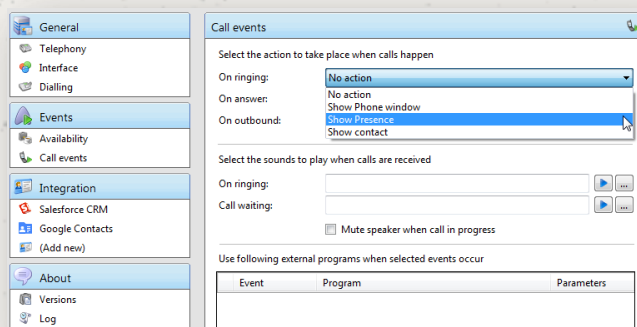 General
Telephony
Interface
Dialling
Events
Availability
Call events
Integration
Salesforce CRM
Google Contacts
(Add new)
About
Versions
Log
Call events
Select the action to take place when calls happen
On ringing: No action
On answer: No action
Show Phone window
On outbound: Show Presence
Show contact
Select the sounds to play when calls are received
On ringing: ...
Call waiting: ...
Mute speaker when call in progress
Use following external programs when selected events occur
Event Program Parameters